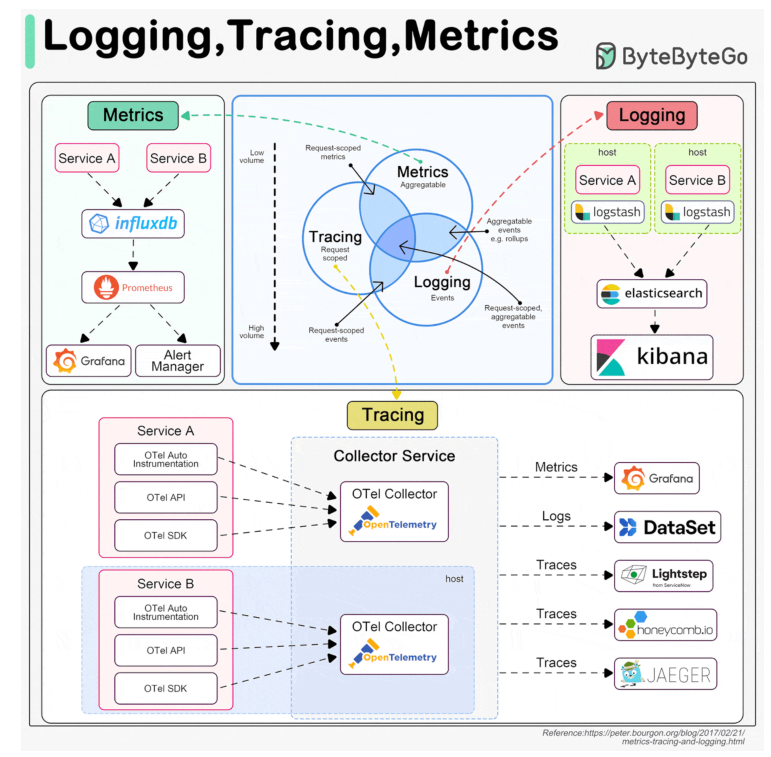 Logging,Tracing,Metrics
ByteByteGo
Metrics
Service A
Service B
influxdb
Prometheus
Grafana
Alert
Manager
Low
volume
High
volume
Request-scoped
metrics
Metrics
Aggregatable
Tracing
Request
scoped
Aggregatable
events
e.g. rollups
Logging
Events
Request-scoped
events
Request-scoped,
aggregatable
events
Logging
host
Service A
logstash
host
Service B
logstash
elasticsearch
kibana
Tracing
Service A
OTel Auto
Instrumentation
OTel API
OTel SDK
Collector Service
OTel Collector
OpenTelemetry
Service B
host
OTel Auto
Instrumentation
OTel API
OTel SDK
OTel Collector
OpenTelemetry
Metrics
Grafana
Logs
DataSet
Traces
Lightstep
from ServiceNow
Traces
honeycomb.io
Traces
JAEGER
Reference:https://peter.bourgon.org/blog/2017/02/21/
metrics-tracing-and-logging.html